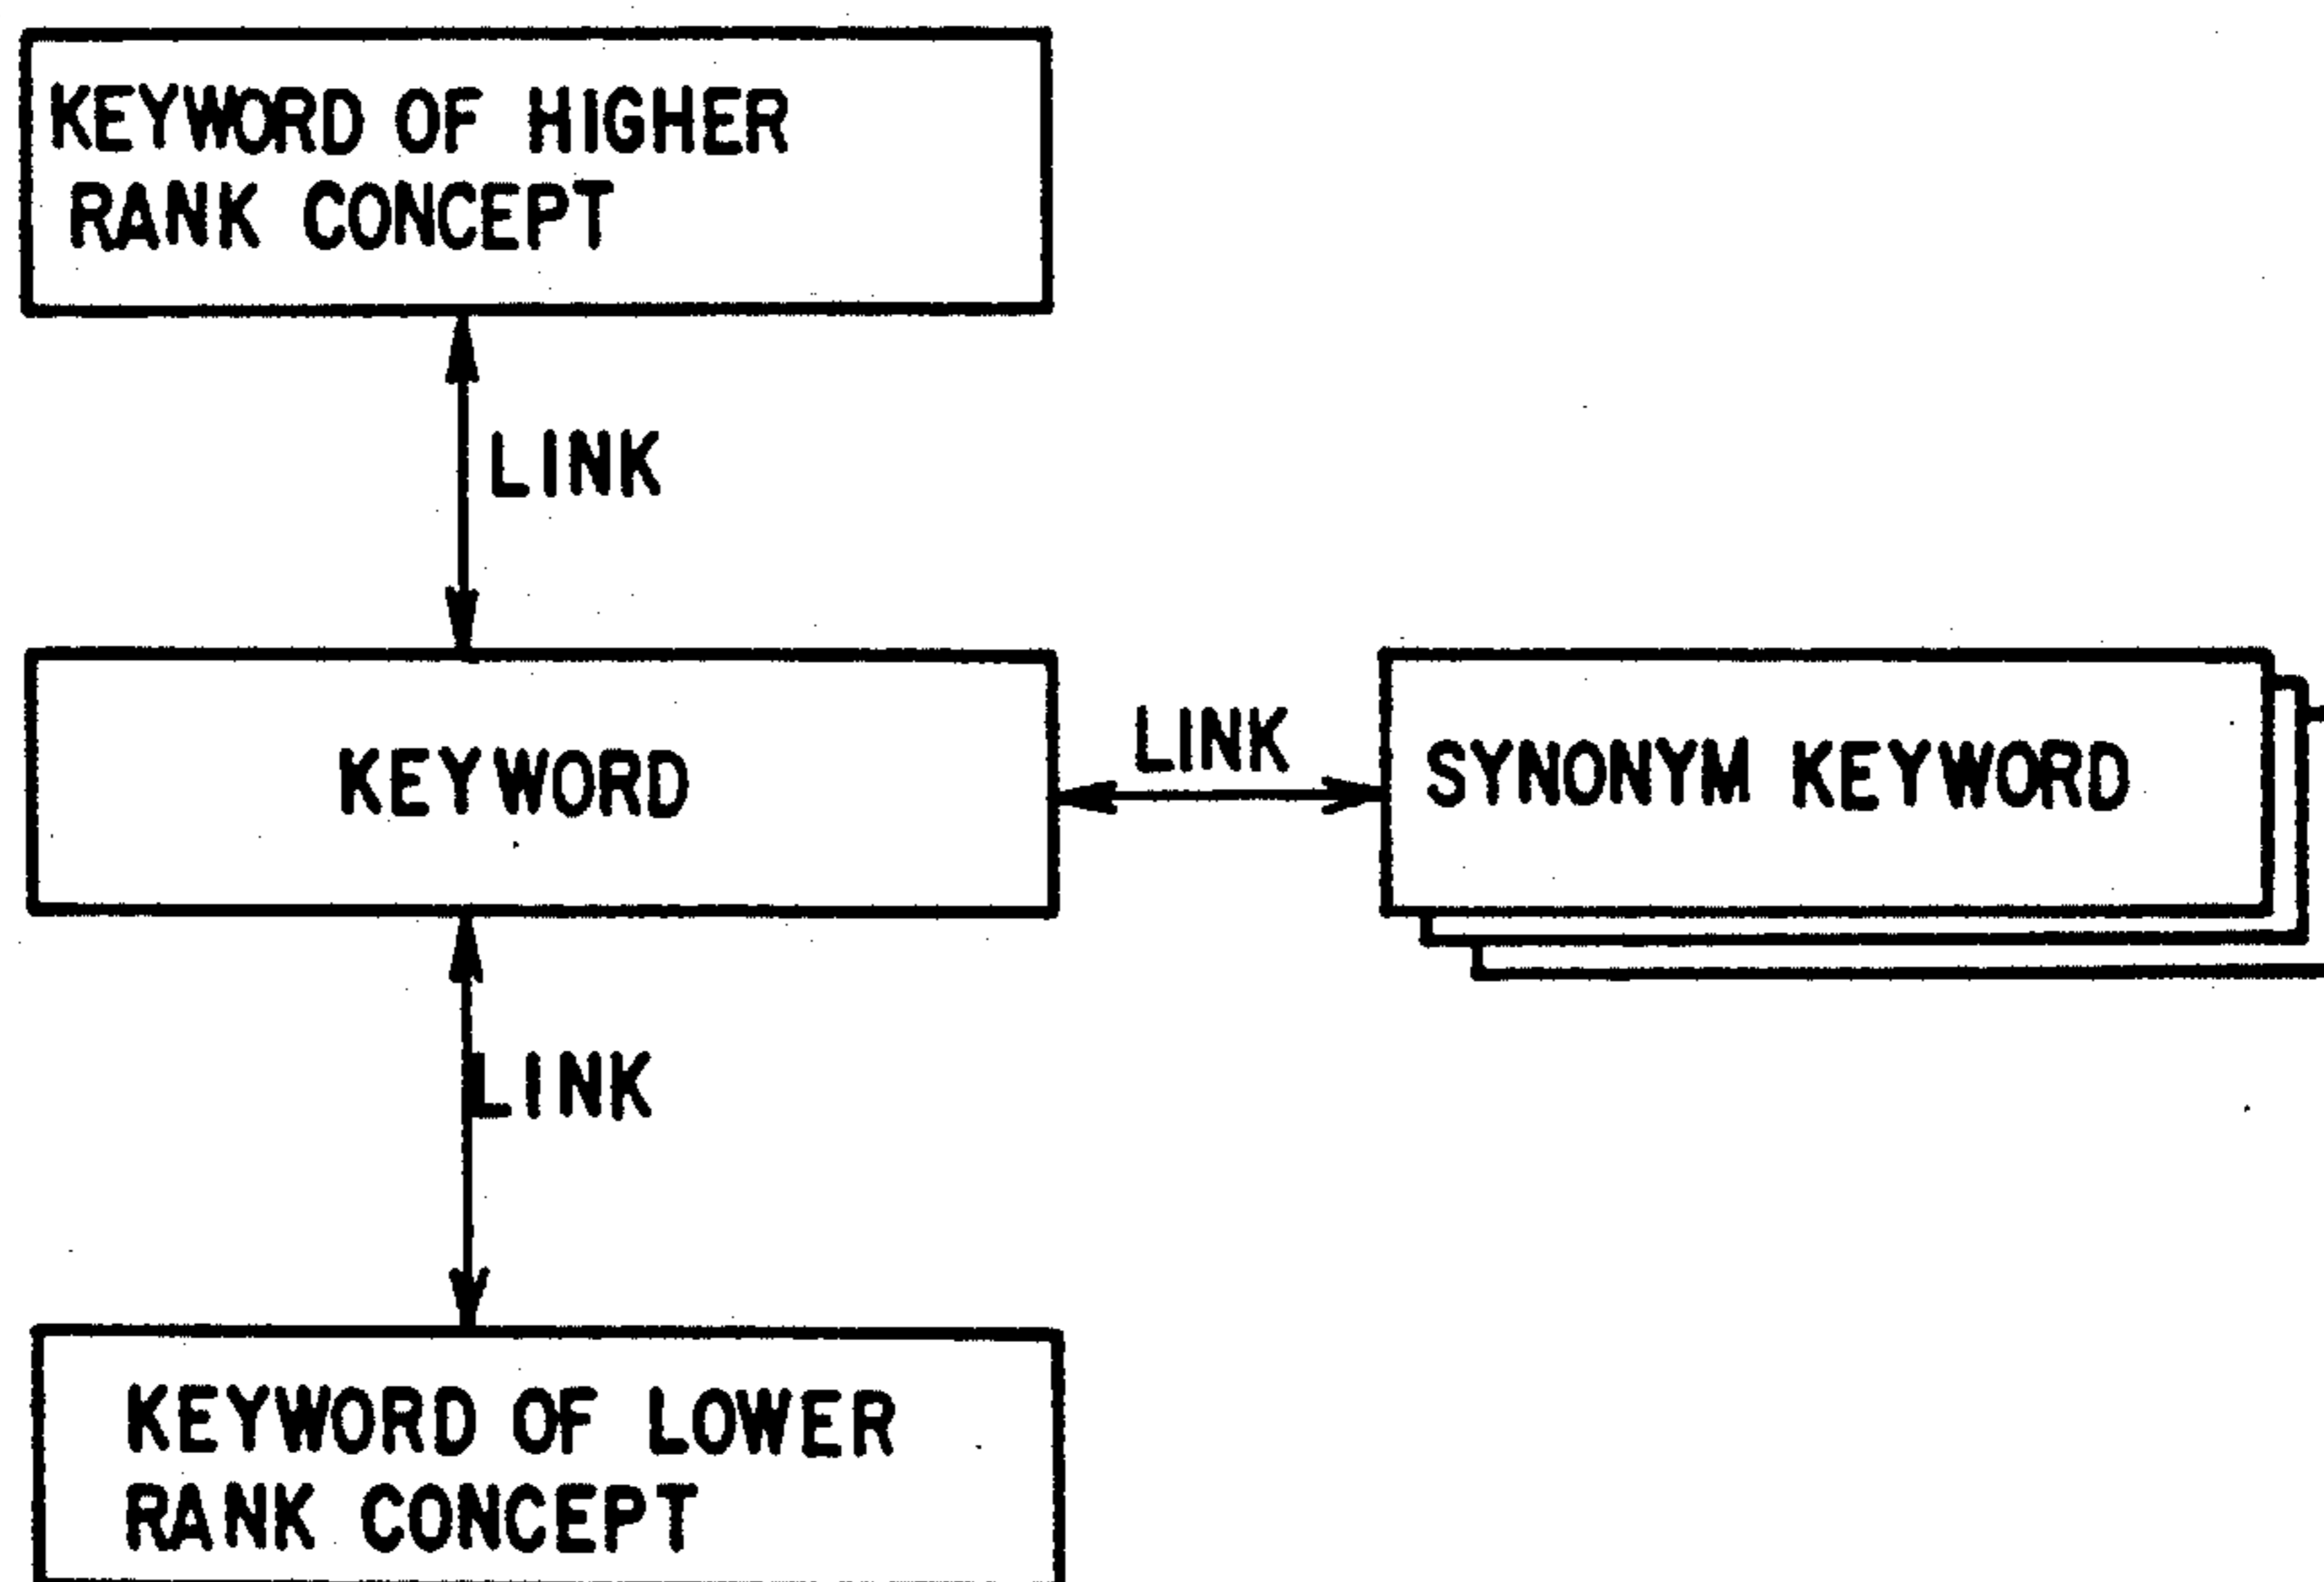 KEYWORD OF HIGHER
RANK CONCEPT
LINK
KEYWORD
LINK
SYNONYM KEYWORD
LINK
KEYWORD OF LOWER
RANK CONCEPT